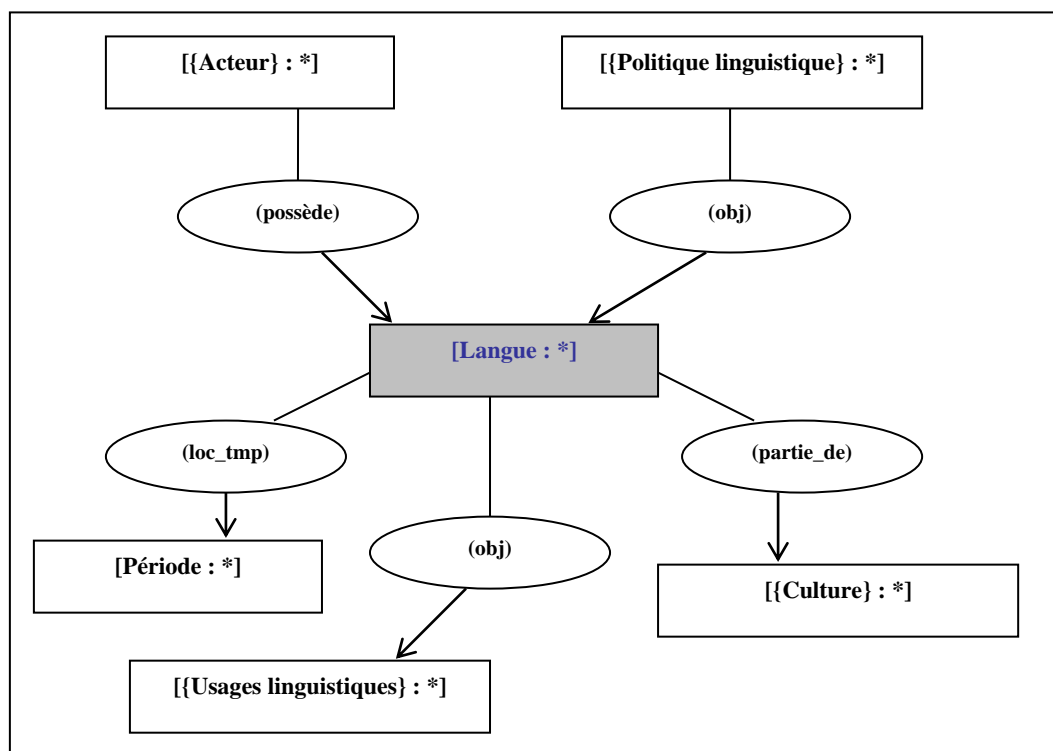 [{Acteur} : *]
[{Politique linguistique} : *]
(possède)
(obj)
[Langue : *]
(loc_tmp)
(partie_de)
(obj)
[Période : *]
[{Culture} : *]
[{Usages linguistiques} : *]